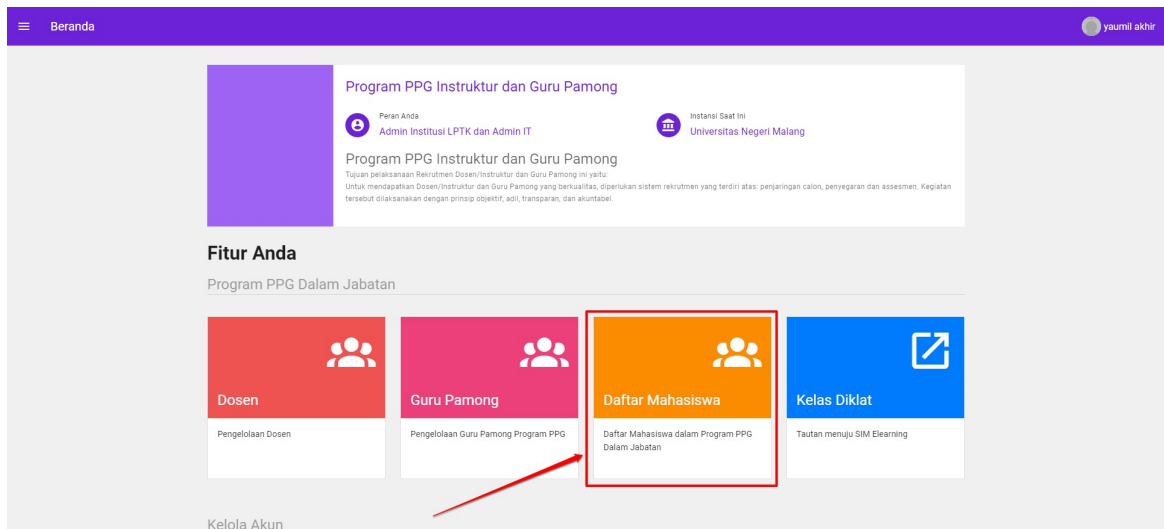 Beranda
yaumil akhir
Program PPG Instruktur dan Guru Pamong
Peran Anda
Admin Institusi LPTK dan Admin IT
Instansi Saat Ini
Universitas Negeri Malang
Program PPG Instruktur dan Guru Pamong
Tujuan pelaksanaan Rekrutmen Dosen/Instruktur dan Guru Pamong ini yaitu:
Untuk mendapatkan Dosen/Instruktur dan Guru Pamong yang berkualitas, diperlukan sistem rekrutmen yang terdiri atas: penjaringan calon, penyegaran dan assesmen. Kegiatan
tersebut dilaksanakan dengan prinsip objektif, adil, transparan, dan akuntabel.
Fitur Anda
Program PPG Dalam Jabatan
Dosen
Pengelolaan Dosen
Guru Pamong
Pengelolaan Guru Pamong Program PPG
Daftar Mahasiswa
Daftar Mahasiswa dalam Program PPG
Dalam Jabatan
Kelas Diklat
Tautan menuju SIM Elearning
Kelola Akun